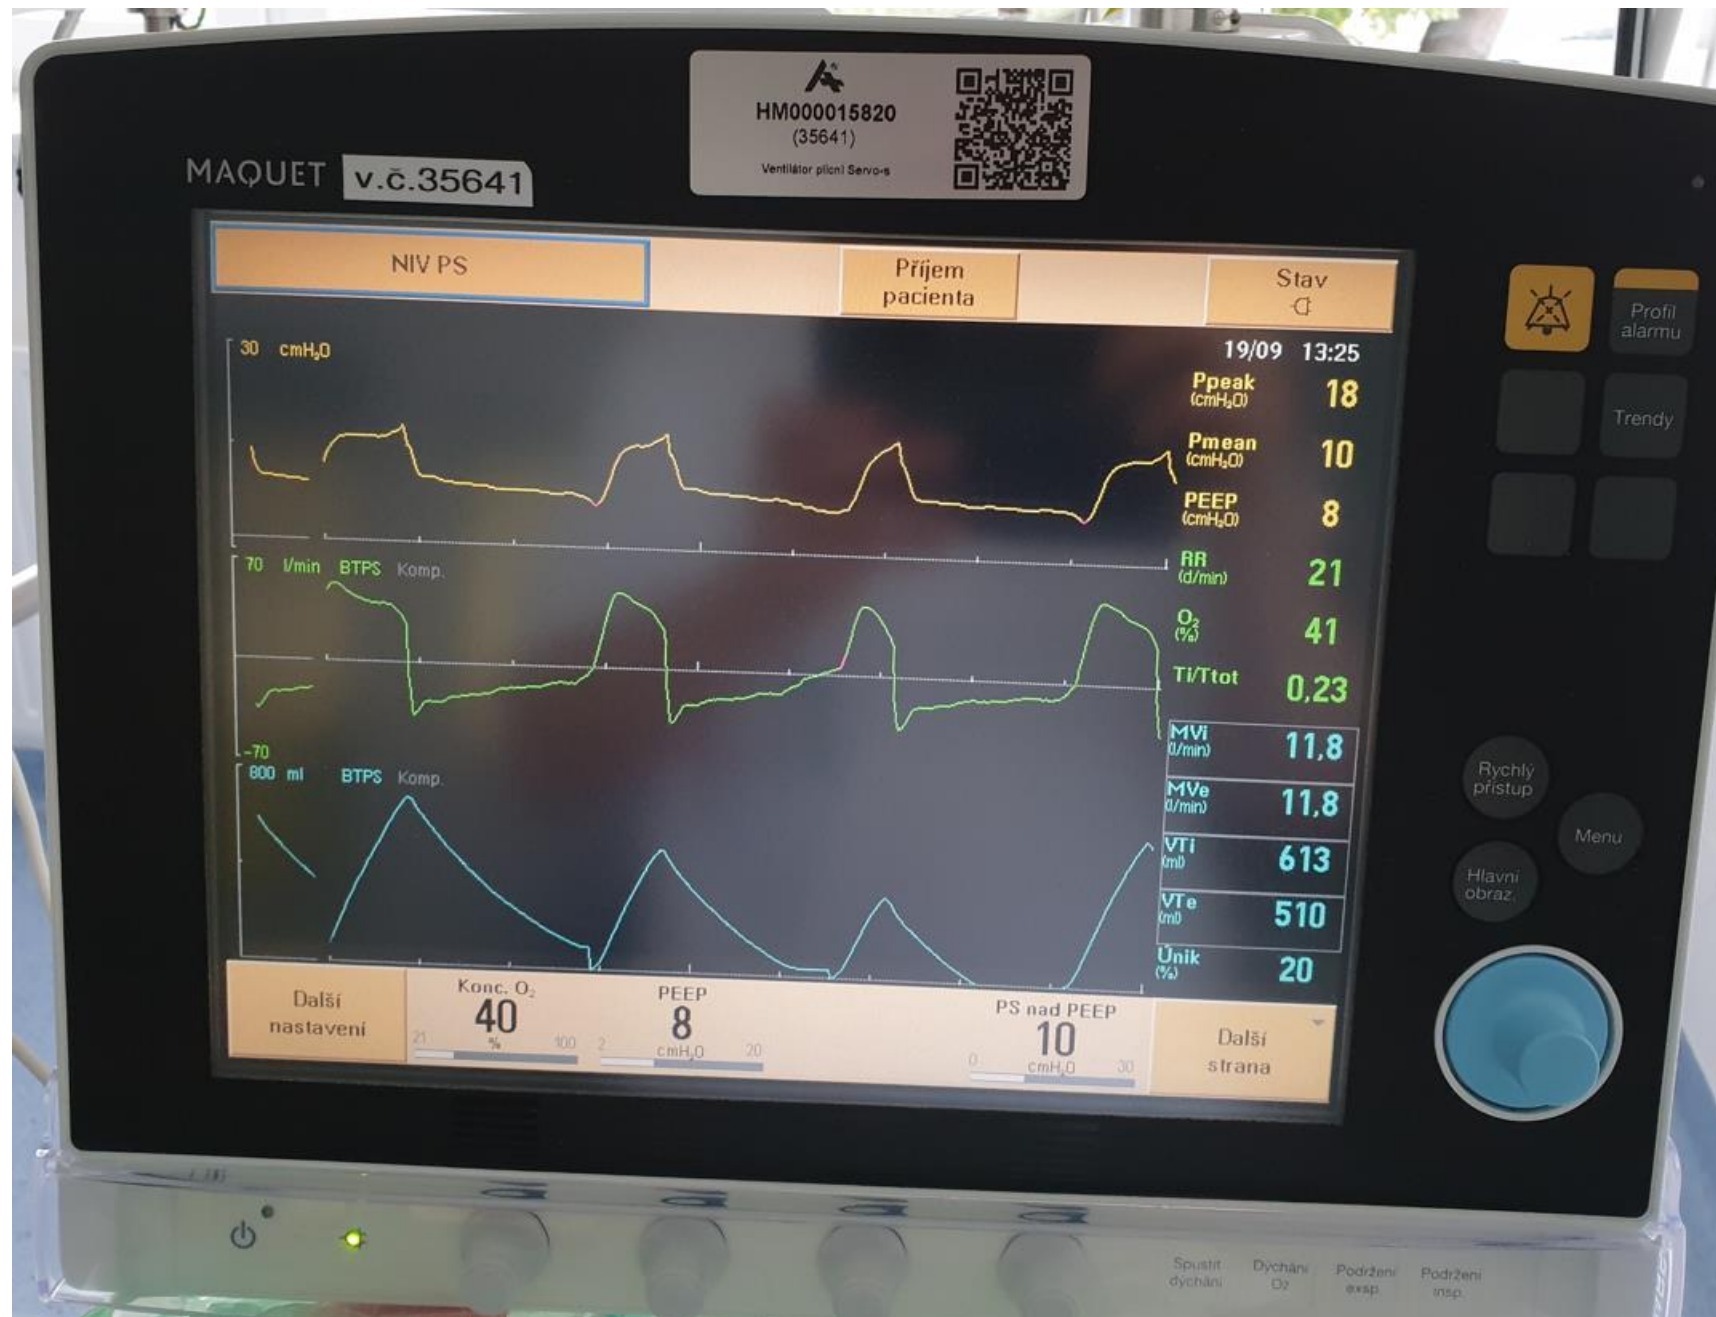 HM000015820
(35641)
Ventilátor plicní Servo-s
MAQUET
v.č.35641
NIV PS
Příjem
pacienta
Stav
Profil
alarmu
Trendy
30 cmH₂O
19/09 13:25
Ppeak
(cmH₂O)
18
Pmean
(cmH₂O)
10
PEEP
(cmH₂O)
8
70 l/min BTPS Komp.
-70
RR
(d/min)
21
O₂
(%)
41
Ti/Ttot
0,23
800 ml BTPS Komp.
MVi
(l/min)
11,8
MVe
(l/min)
11,8
VTi
(ml)
613
VTe
(ml)
510
Únik
(%)
20
Rychlý
přístup
Menu
Hlavní
obraz.
Další
nastavení
Konc. O₂
40
21 % 100
PEEP
8
2 cmH₂O 20
PS nad PEEP
10
0 cmH₂O 30
Další
strana
Spustit
dýchání
Dýchání
O₂
Podržení
exsp.
Podržení
insp.